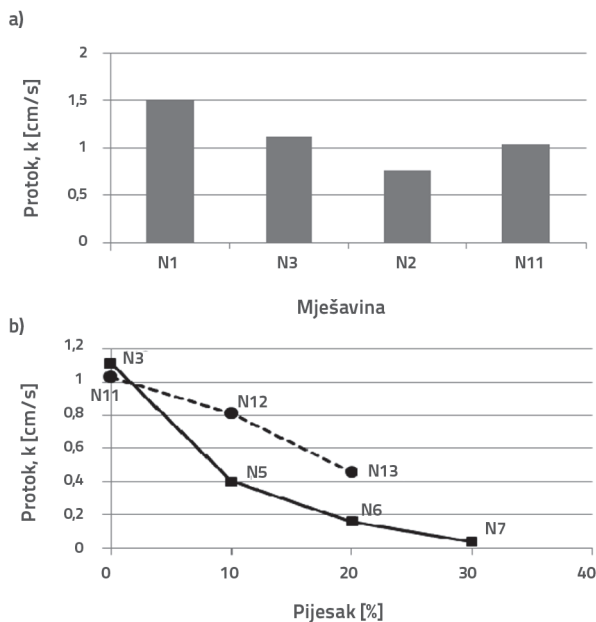 a)
Protok, k [cm/s]
2
1,5
1
0,5
0
N1 N3 N2 N11
Mješavina
b)
Protok, k [cm/s]
1,2
1
0,8
0,6
0,4
0,2
0
N3
N11
N12
N5
N13
N6
N7
0 10 20 30 40
Pijesak [%]